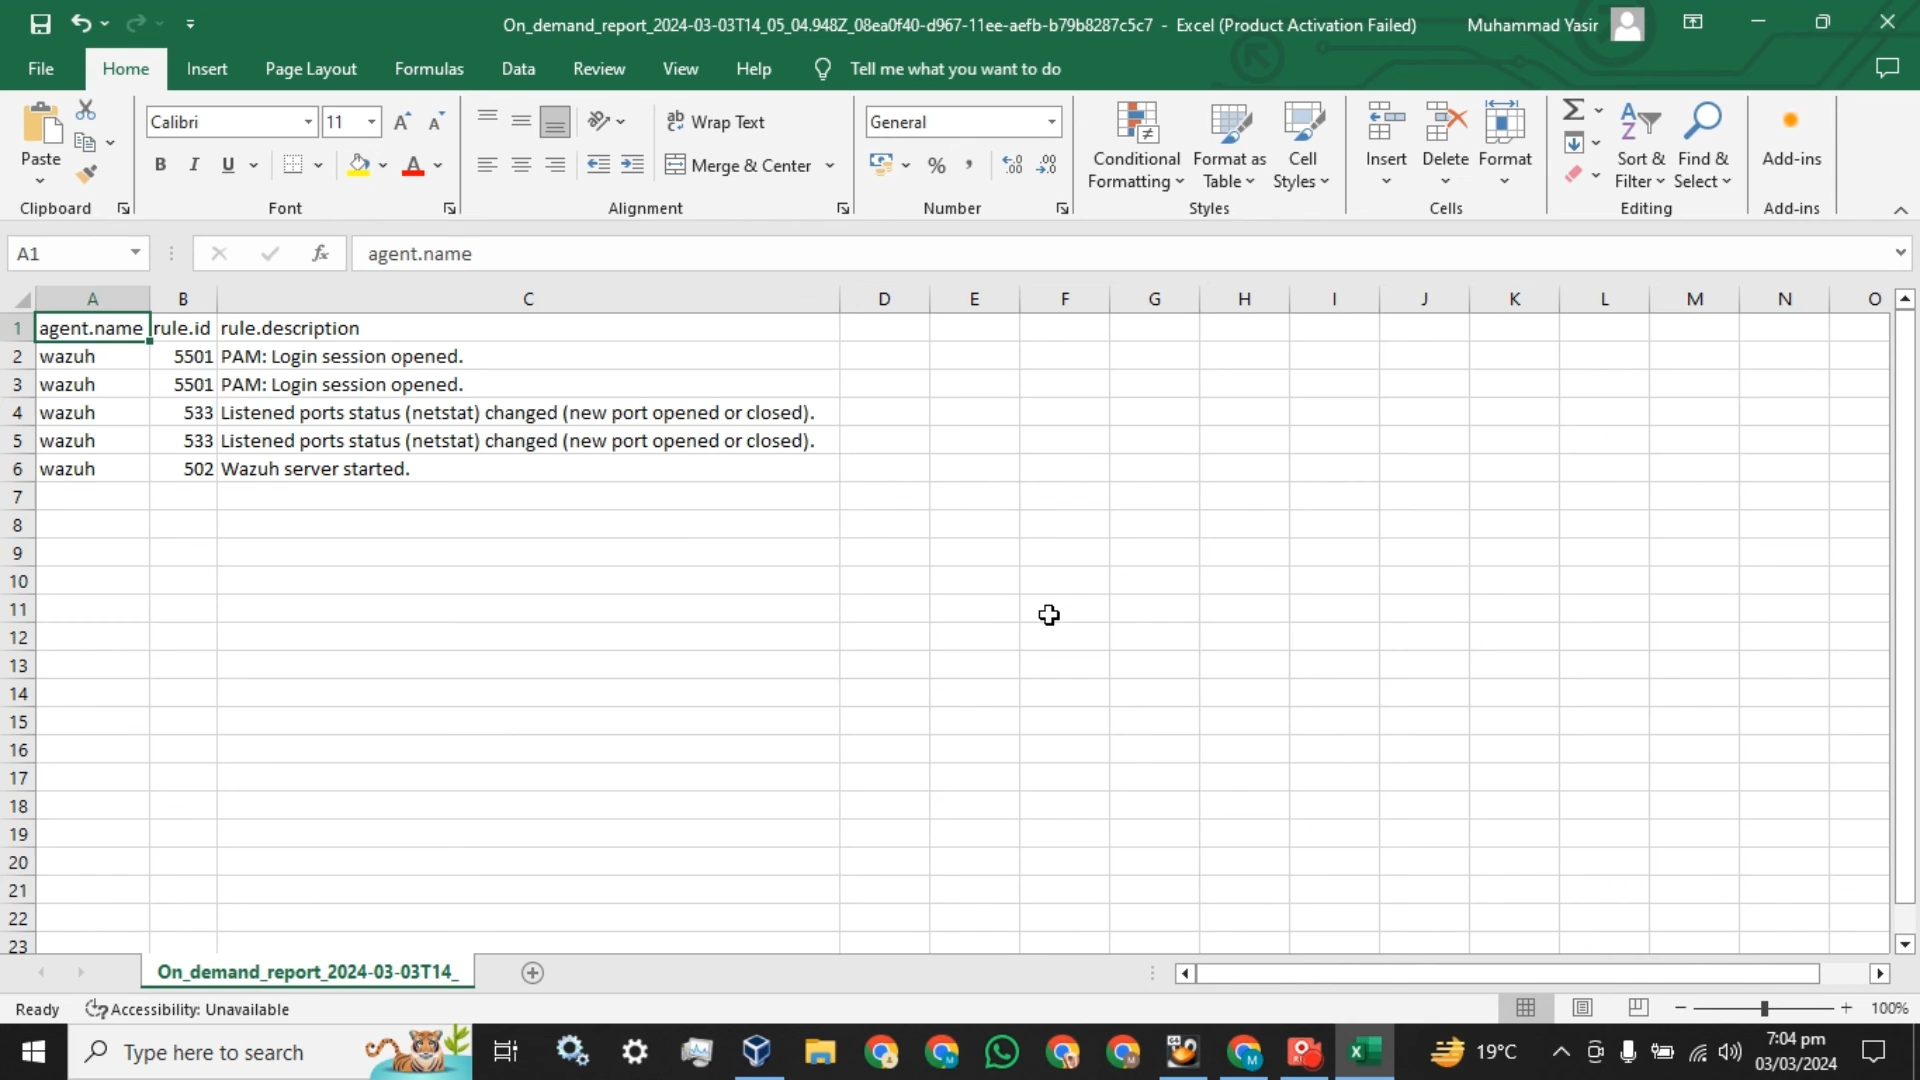 On_demand_report_2024-03-03T14_05_04.948Z_08ea0f40-d967-11ee-aefb-b79b8287c5c7 - Excel (Product Activation Failed)
Muhammad Yasir
File Home Insert Page Layout Formulas Data Review View Help Tell me what you want to do
Paste
Clipboard
Calibri 11
B I U
Font
Wrap Text
Merge & Center
Alignment
General
Number
Conditional Formatting
Format as Table
Cell Styles
Styles
Insert Delete Format
Cells
Sort & Filter
Find & Select
Editing
Add-ins
Add-ins
A1 fx agent.name
A B C D E F G H I J K L M N O
1 agent.name rule.id rule.description
2 wazuh 5501 PAM: Login session opened.
3 wazuh 5501 PAM: Login session opened.
4 wazuh 533 Listened ports status (netstat) changed (new port opened or closed).
5 wazuh 533 Listened ports status (netstat) changed (new port opened or closed).
6 wazuh 502 Wazuh server started.
7
8
9
10
11
12
13
14
15
16
17
18
19
20
21
22
23
On_demand_report_2024-03-03T14_
Ready Accessibility: Unavailable 100%
Type here to search
19°C
7:04 pm
03/03/2024